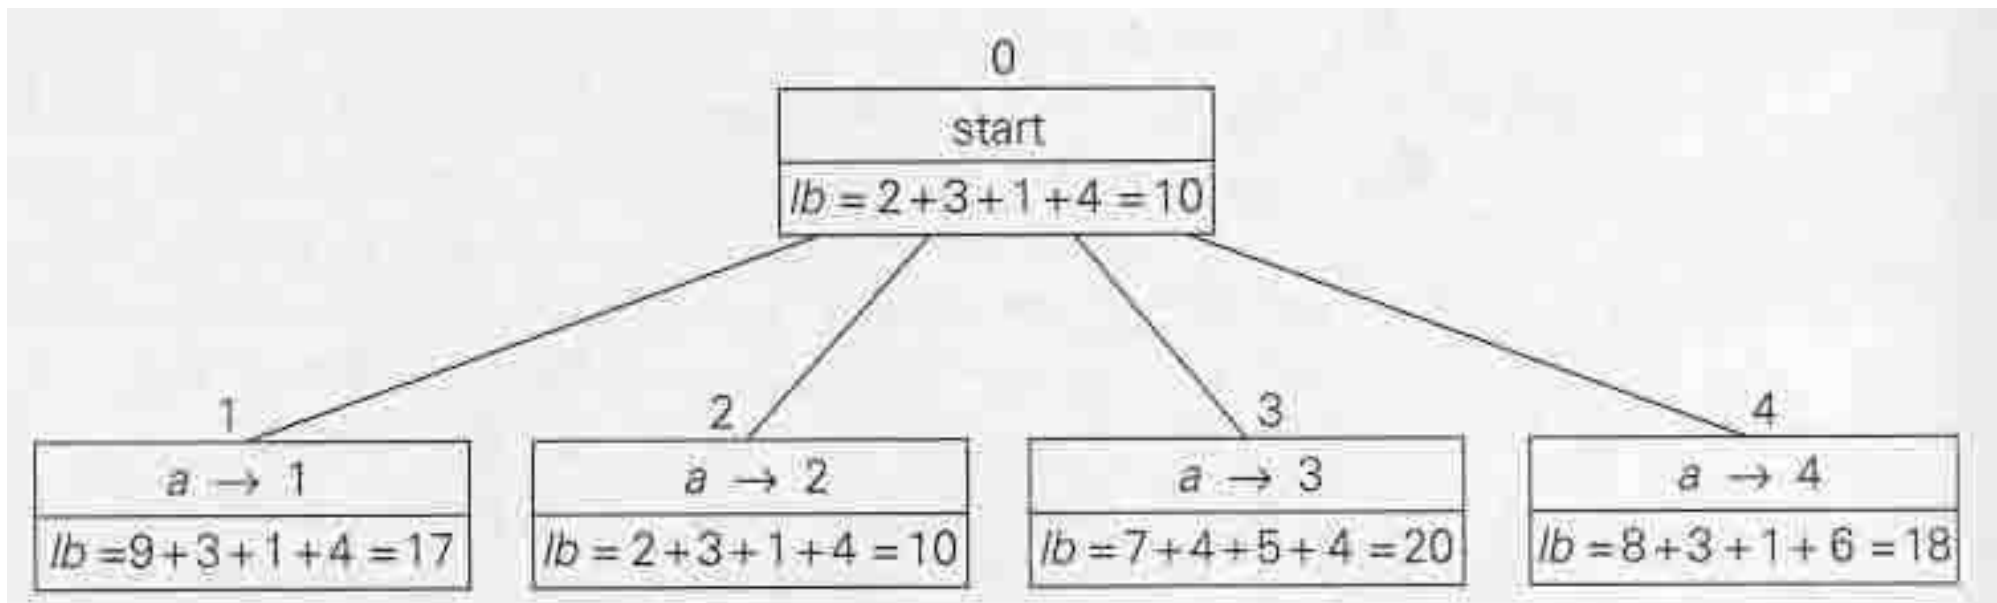 0
start
lb = 2+3+1+4 = 10
1
2
3
4
a → 1
a → 2
a → 3
a → 4
lb =9+3+1+4 =17
lb = 2+3+1+4 =10
lb =7+4+5+4 =20
lb =8+3+1+6 =18